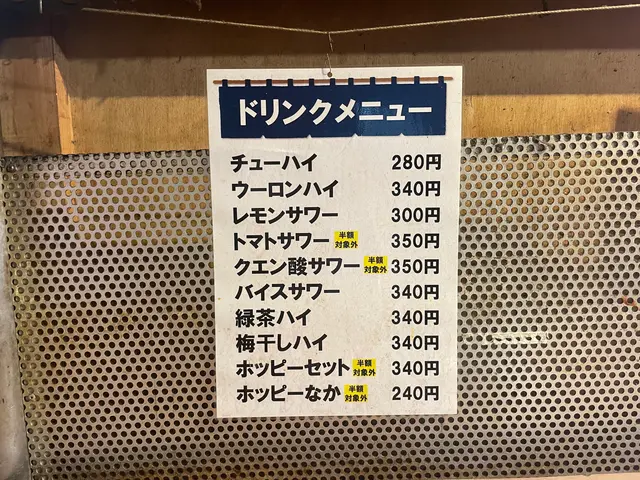 ドリンクメニュー
チューハイ 280円
ウーロンハイ 340円
レモンサワー 300円
トマトサワー 半額対象外 350円
クエン酸サワー 半額対象外 350円
バイスサワー 340円
緑茶ハイ 340円
梅干しハイ 340円
ホッピーセット 半額対象外 340円
ホッピーなか 半額対象外 240円